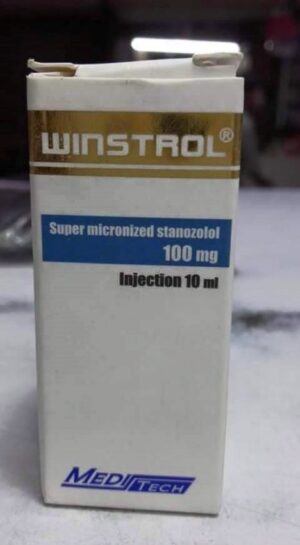 WINSTROL®
Super micronized stanozolol
100 mg
Injection 10 ml
MEDITECH